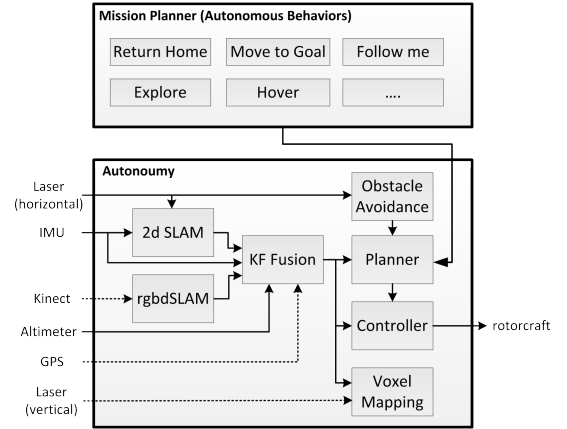 Mission Planner (Autonomous Behaviors)
Return Home
Move to Goal
Follow me
Explore
Hover
....
Autonoumy
Laser
(horizontal)
Obstacle
Avoidance
IMU
2d SLAM
KF Fusion
Planner
Kinect
rgbdSLAM
Altimeter
Controller
rotorcraft
GPS
Laser
(vertical)
Voxel
Mapping